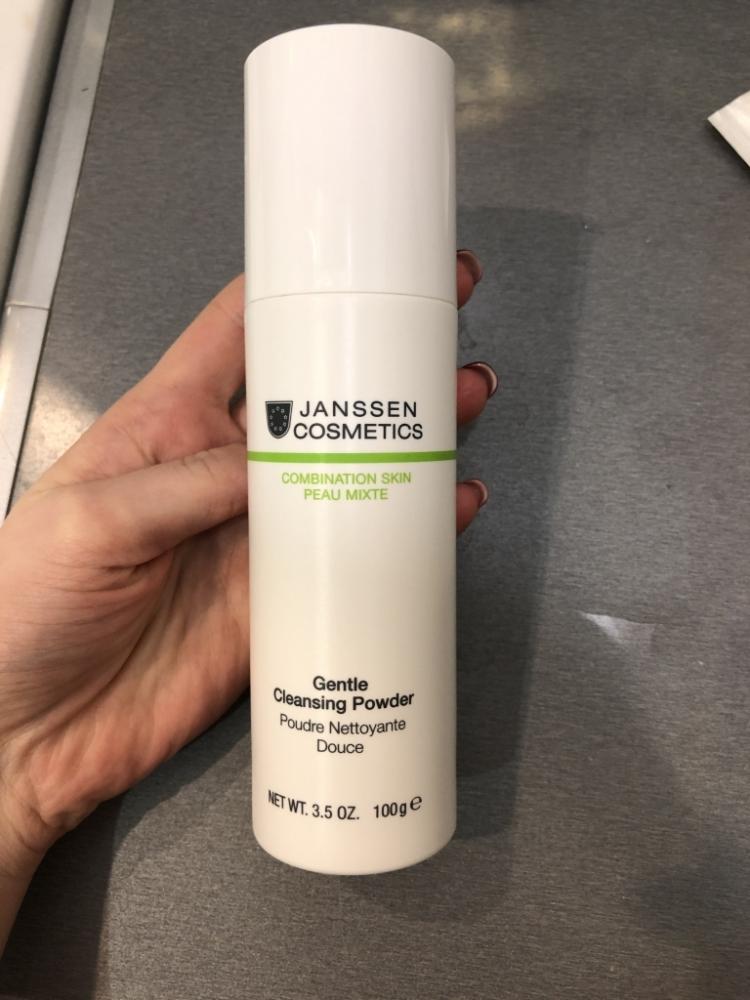 JANSSEN
COSMETICS
COMBINATION SKIN
PEAU MIXTE
Gentle
Cleansing Powder
Poudre Nettoyante
Douce
NET WT. 3.5 OZ. 100g e